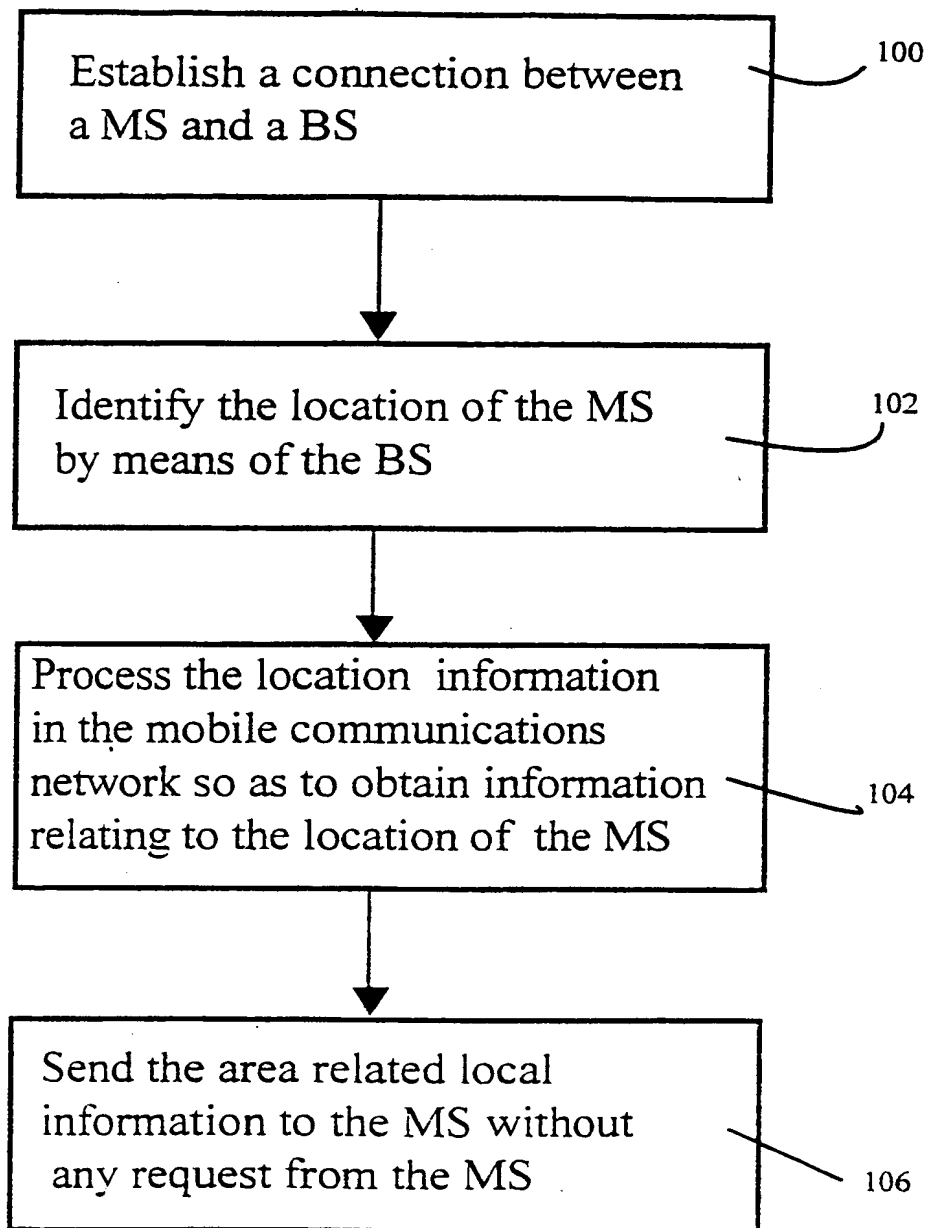 Establish a connection between
a MS and a BS
100
Identify the location of the MS
by means of the BS
102
Process the location information
in the mobile communications
network so as to obtain information
relating to the location of the MS
104
Send the area related local
information to the MS without
any request from the MS
106